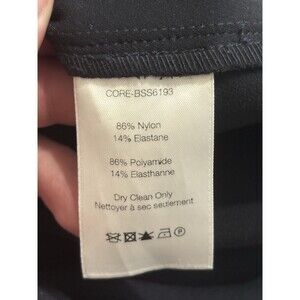 CORE-BSS6193
86% Nylon
14% Elastane
86% Polyamide
14% Elasthanne
Dry Clean Only
Nettoyer à sec seulement